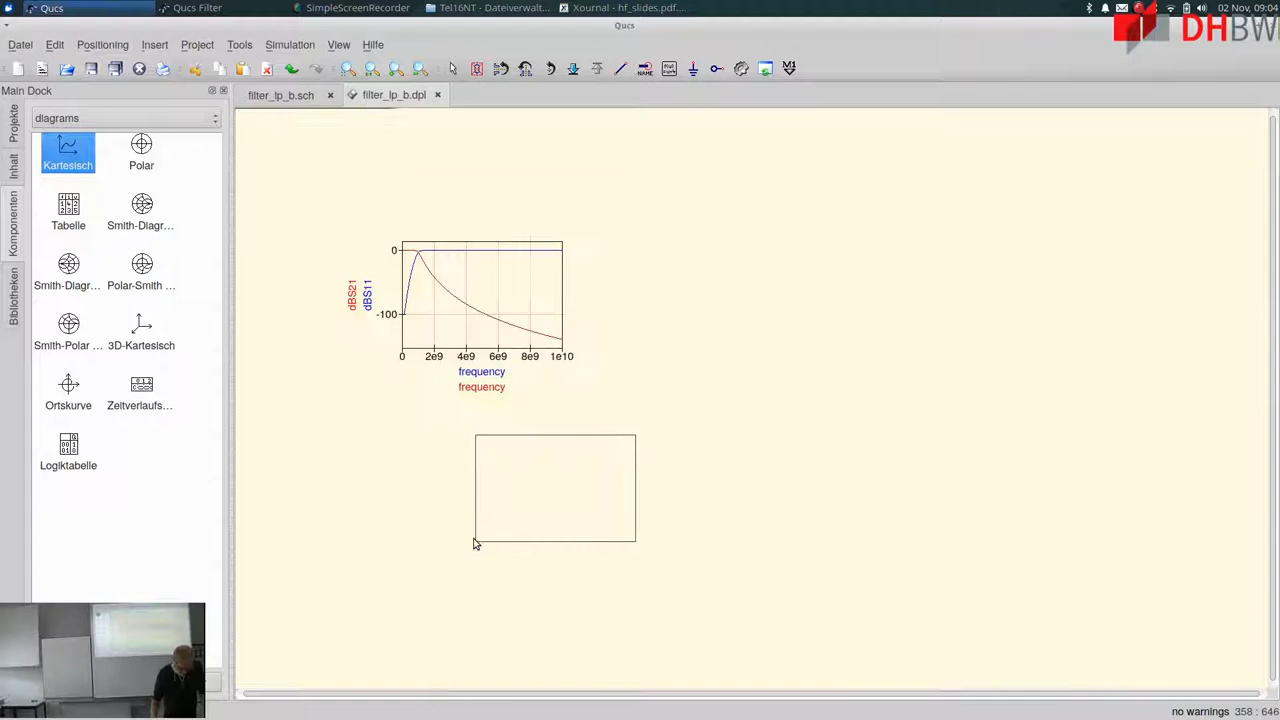 Qucs
Qucs Filter
SimpleScreenRecorder
Tel16NT - Dateiverwalt...
Xournal - hf_slides.pdf...
02 Nov, 09:04
DHBW
Qucs
Datei Edit Positioning Insert Project Tools Simulation View Hilfe
NAME
Main Dock
filter_lp_b.sch
filter_lp_b.dpl
diagrams
Projekte
Inhalt
Komponenten
Bibliotheken
Kartesisch
Polar
Tabelle
Smith-Diagr...
Smith-Diagr...
Polar-Smith ...
Smith-Polar ...
3D-Kartesisch
Ortskurve
Zeitverlaufs...
Logiktabelle
0
-100
dBS21
dBS11
0 2e9 4e9 6e9 8e9 1e10
frequency
frequency
no warnings 358 : 646